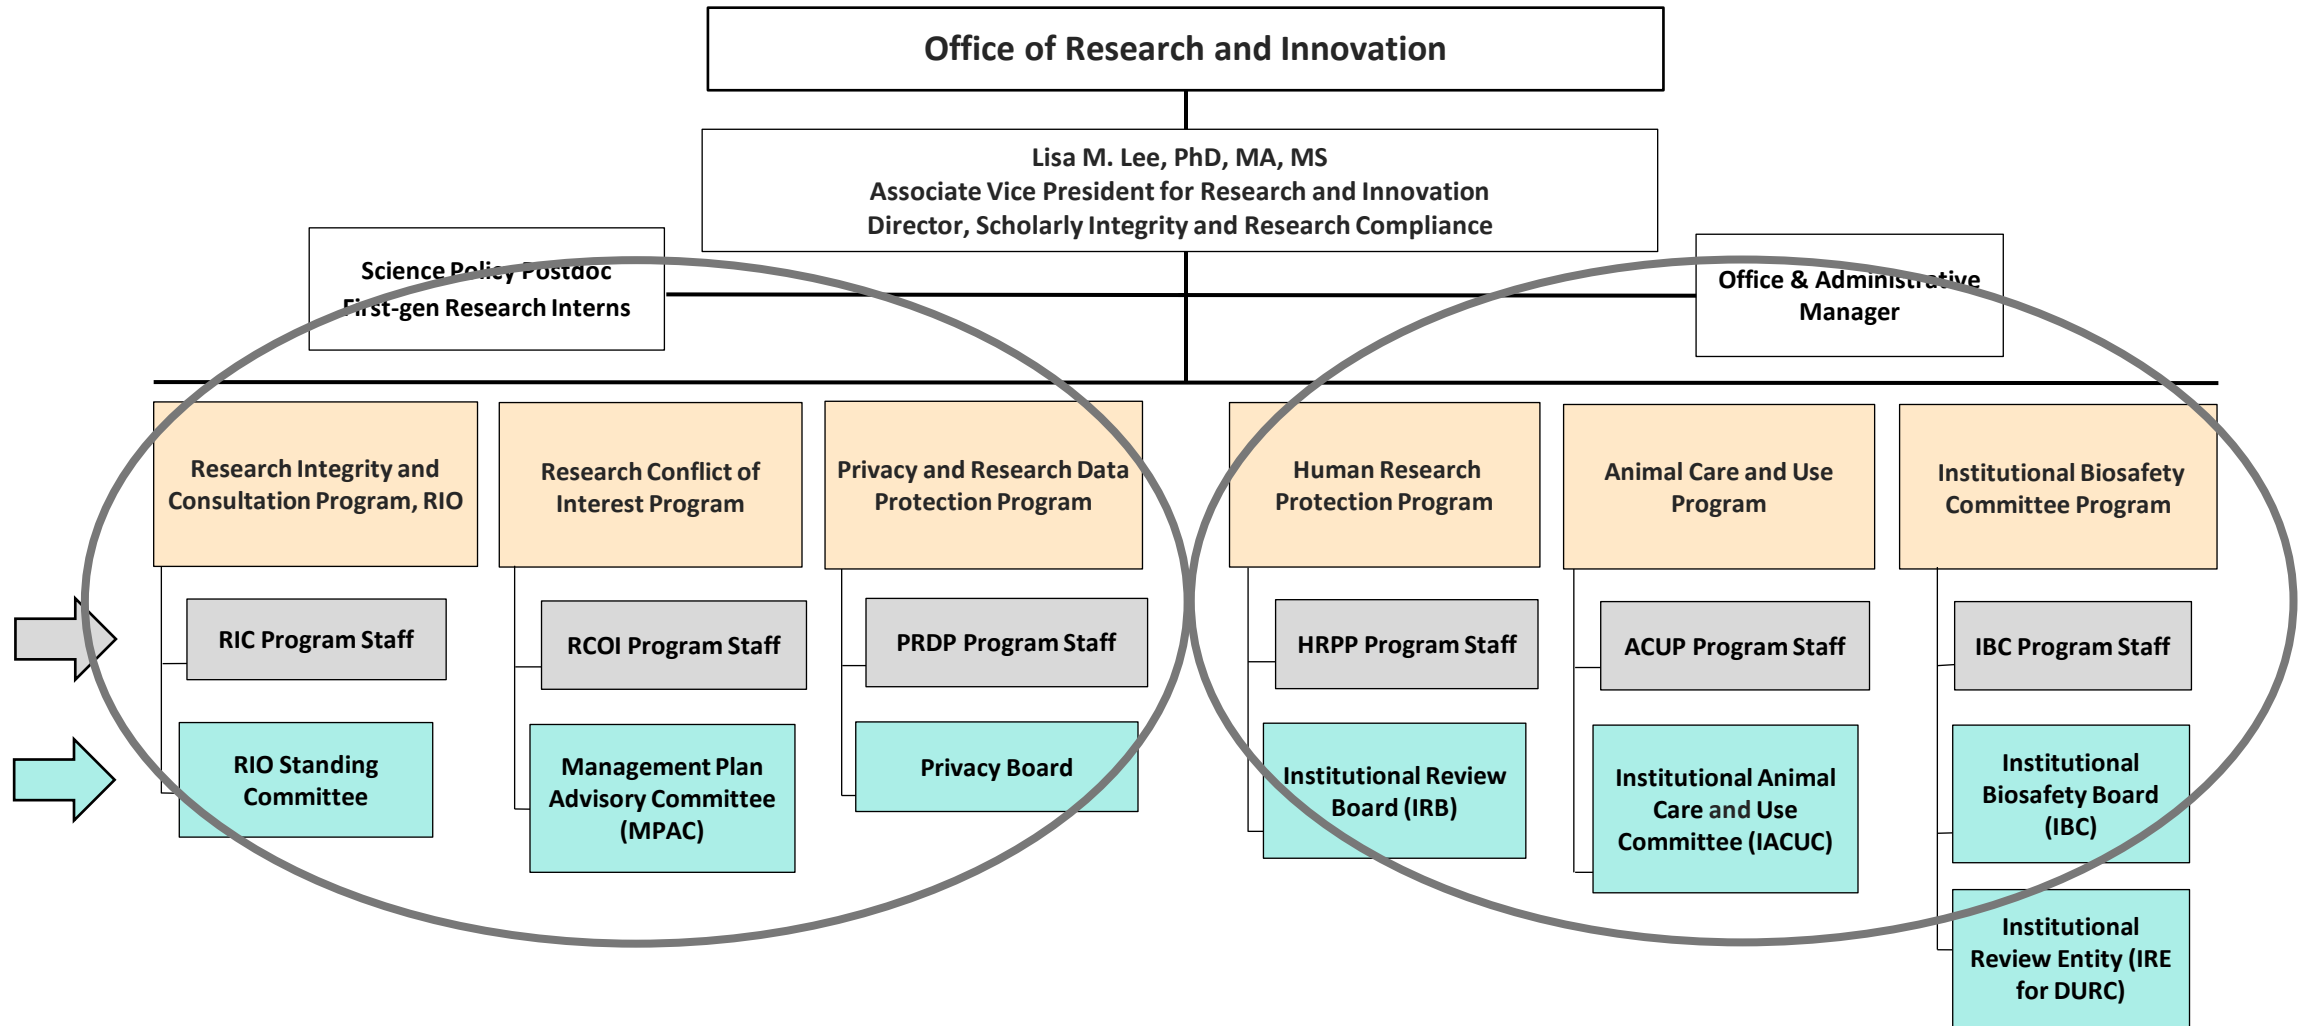 Office of Research and Innovation
Lisa M. Lee, PhD, MA, MS
Associate Vice President for Research and Innovation
Director, Scholarly Integrity and Research Compliance
Science Policy Postdoc
First-gen Research Interns
Office & Administrative
Manager
Research Integrity and
Consultation Program, RIO
Research Conflict of
Interest Program
Privacy and Research Data
Protection Program
Human Research
Protection Program
Animal Care and Use
Program
Institutional Biosafety
Committee Program
RIC Program Staff
RCOI Program Staff
PRDP Program Staff
HRPP Program Staff
ACUP Program Staff
IBC Program Staff
RIO Standing
Committee
Management Plan
Advisory Committee
(MPAC)
Privacy Board
Institutional Review
Board (IRB)
Institutional Animal
Care and Use
Committee (IACUC)
Institutional
Biosafety Board
(IBC)
Institutional
Review Entity (IRE
for DURC)